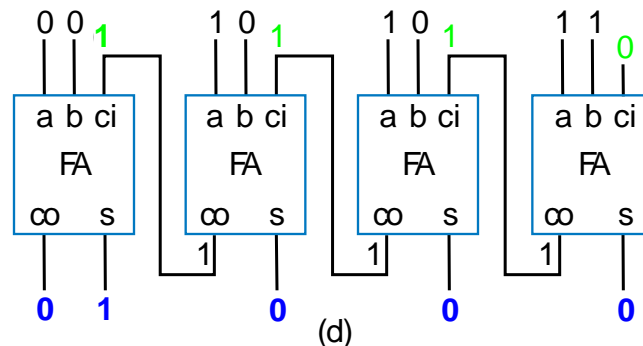 0 0 1 1 0 1 1 0 1 1 1 0
a b ci a b ci a b ci a b ci
FA FA FA FA
co s co s co s co s
1 1 1
0 1 0 0 0
(d)